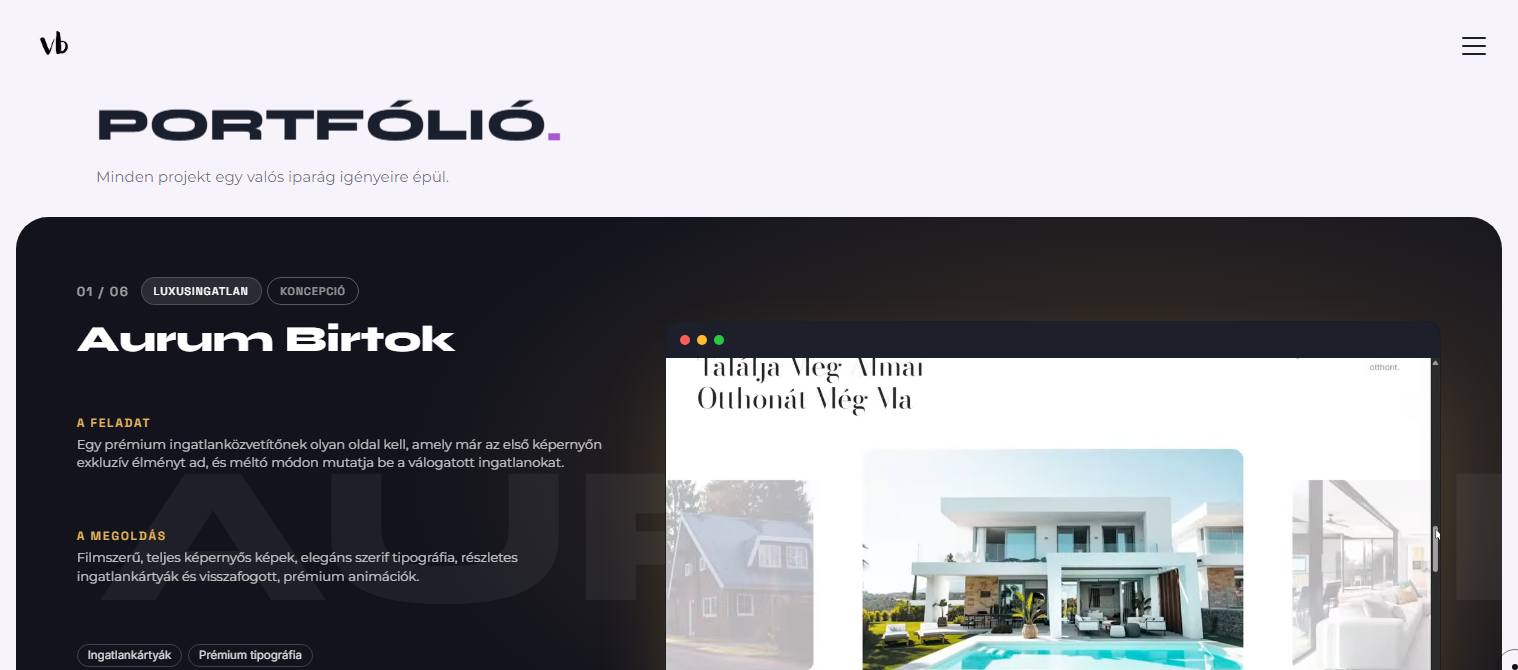 vb
PORTFÓLIÓ.
Minden projekt egy valós iparág igényeire épül.
01 / 06 LUXUSINGATLAN KONCEPCIÓ
Aurum Birtok
A FELADAT
Egy prémium ingatlanközvetítőnek olyan oldal kell, amely már az első képernyőn
exkluzív élményt ad, és méltó módon mutatja be a válogatott ingatlanokat.
A MEGOLDÁS
Filmszerű, teljes képernyős képek, elegáns szerif tipográfia, részletes
ingatlankártyák és visszafogott, prémium animációk.
Ingatlankártyák Prémium tipográfia
Találja Meg Álmai
Otthonát Még Ma
otthont.